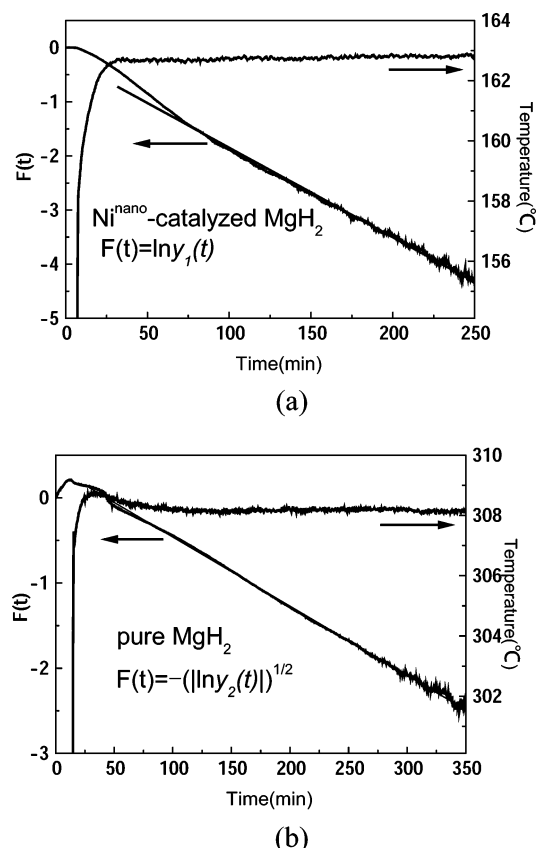 164
162
160
158
156
0
-1
-2
-3
-4
-5
F(t)
Temperature(℃)
Ni^nano-catalyzed MgH₂
F(t)=lny₁(t)
0 50 100 150 200 250
Time(min)
(a)
310
308
306
304
302
0
-1
-2
-3
F(t)
Temperature(℃)
pure MgH₂
F(t)=−(|lny₂(t)|)^1/2
0 50 100 150 200 250 300 350
Time(min)
(b)